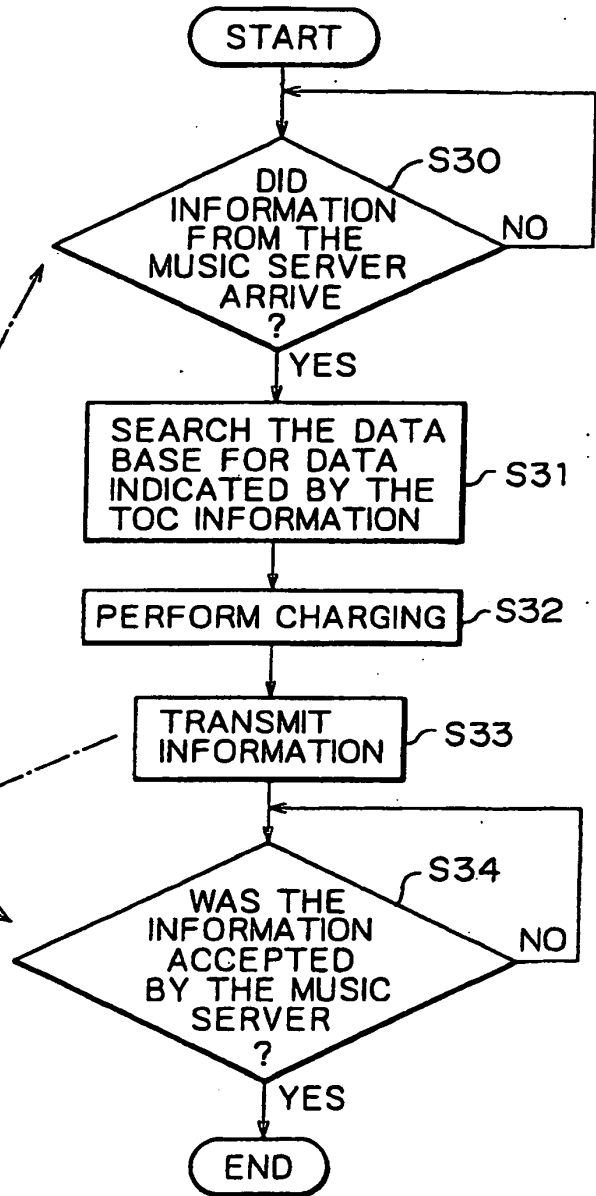 START
S30
DID
INFORMATION
FROM THE
MUSIC SERVER
ARRIVE
?
NO
YES
SEARCH THE DATA
BASE FOR DATA
INDICATED BY THE
TOC INFORMATION
S31
PERFORM CHARGING
S32
TRANSMIT
INFORMATION
S33
S34
WAS THE
INFORMATION
ACCEPTED
BY THE MUSIC
SERVER
?
NO
YES
END